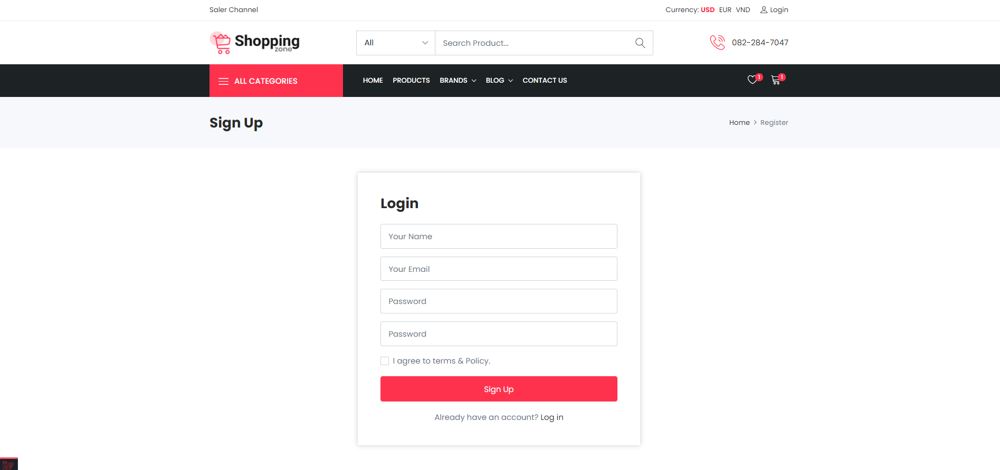 Saler Channel
Currency: USD EUR VND Login
Shopping
zone
All
Search Product...
082-284-7047
ALL CATEGORIES
HOME PRODUCTS BRANDS BLOG CONTACT US
1 1
Sign Up
Home > Register
Login
Your Name
Your Email
Password
Password
I agree to terms & Policy.
Sign Up
Already have an account? Log in